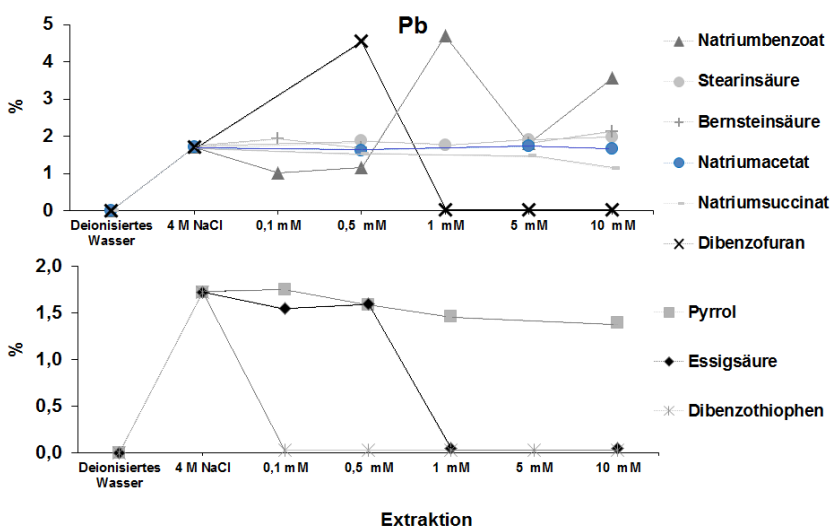 Pb
5
4
3
2
1
0
%
Deionisiertes
Wasser
4 M NaCl
0,1 mM
0,5 mM
1 mM
5 mM
10 mM
Natriumbenzoat
Stearinsäure
Bernsteinsäure
Natriumacetat
Natriumsuccinat
Dibenzofuran
2,0
1,5
1,0
0,5
0,0
%
Deionisiertes
Wasser
4 M NaCl
0,1 mM
0,5 mM
1 mM
5 mM
10 mM
Pyrrol
Essigsäure
Dibenzothiophen
Extraktion